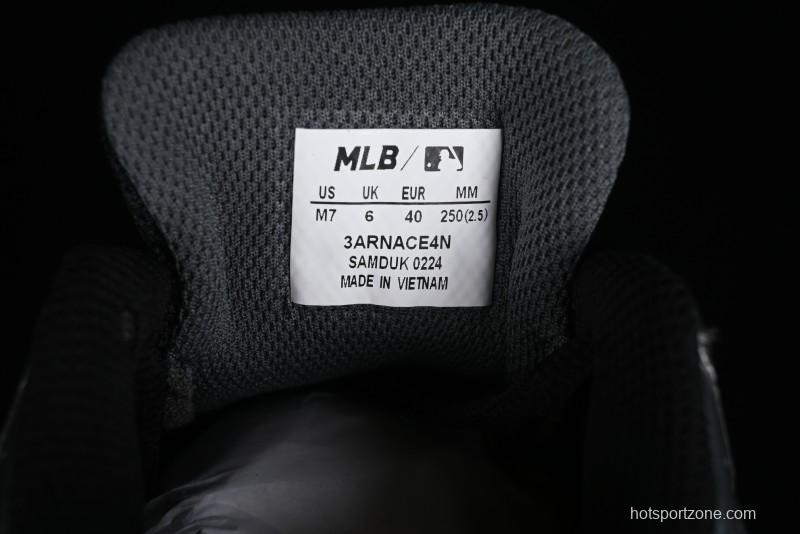 MLB/
US UK EUR MM
M7 6 40 250(2.5)
3ARNACE4N
SAMDUK 0224
MADE IN VIETNAM
hotsportzone.com